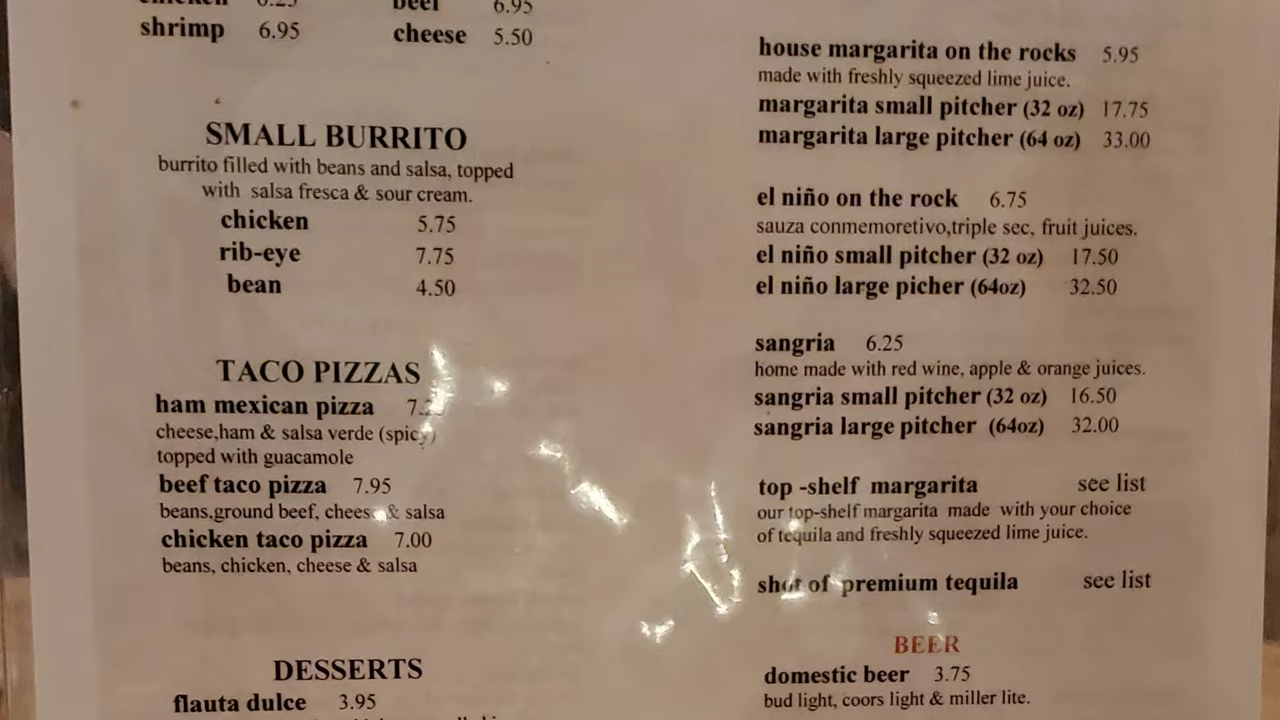 chicken 6.25
beef 6.95
shrimp 6.95
cheese 5.50
SMALL BURRITO
burrito filled with beans and salsa, topped
with salsa fresca & sour cream.
chicken 5.75
rib-eye 7.75
bean 4.50
TACO PIZZAS
ham mexican pizza
cheese,ham & salsa verde (spicy)
topped with guacamole
beef taco pizza 7.95
beans,ground beef, cheese & salsa
chicken taco pizza 7.00
beans, chicken, cheese & salsa
DESSERTS
flauta dulce 3.95
house margarita on the rocks 5.95
made with freshly squeezed lime juice.
margarita small pitcher (32 oz) 17.75
margarita large pitcher (64 oz) 33.00
el niño on the rock 6.75
sauza conmemoretivo,triple sec, fruit juices.
el niño small pitcher (32 oz) 17.50
el niño large picher (64oz) 32.50
sangria 6.25
home made with red wine, apple & orange juices.
sangria small pitcher (32 oz) 16.50
sangria large pitcher (64oz) 32.00
top -shelf margarita see list
our top-shelf margarita made with your choice
of tequila and freshly squeezed lime juice.
shot of premium tequila see list
BEER
domestic beer 3.75
bud light, coors light & miller lite.